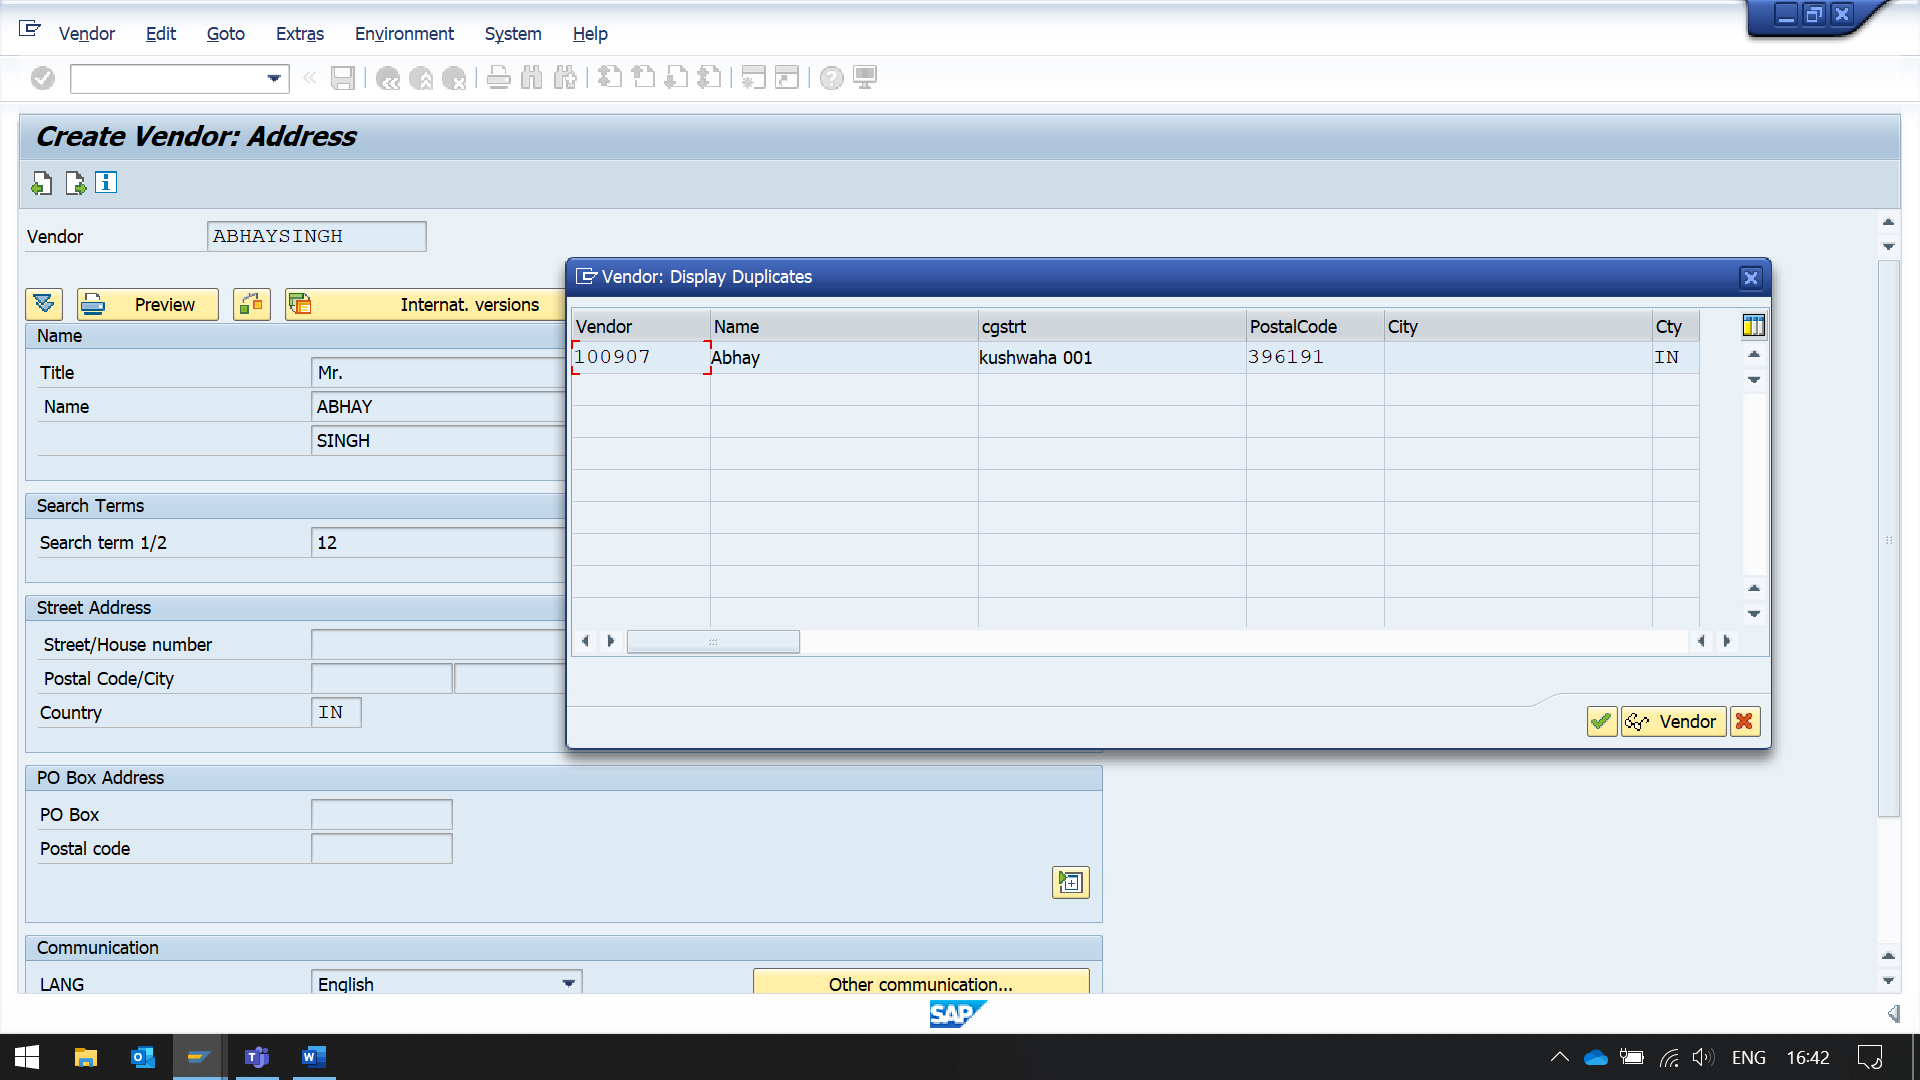 Vendor Edit Goto Extras Environment System Help
Create Vendor: Address
Vendor ABHAYSINGH
Preview Internat. versions
Name
Title Mr.
Name ABHAY
SINGH
Search Terms
Search term 1/2 12
Street Address
Street/House number
Postal Code/City
Country IN
PO Box Address
PO Box
Postal code
Communication
LANG English Other communication...
Vendor: Display Duplicates
Vendor Name cgstrt PostalCode City Cty
100907 Abhay kushwaha 001 396191 IN
Vendor
SAP
ENG 16:42